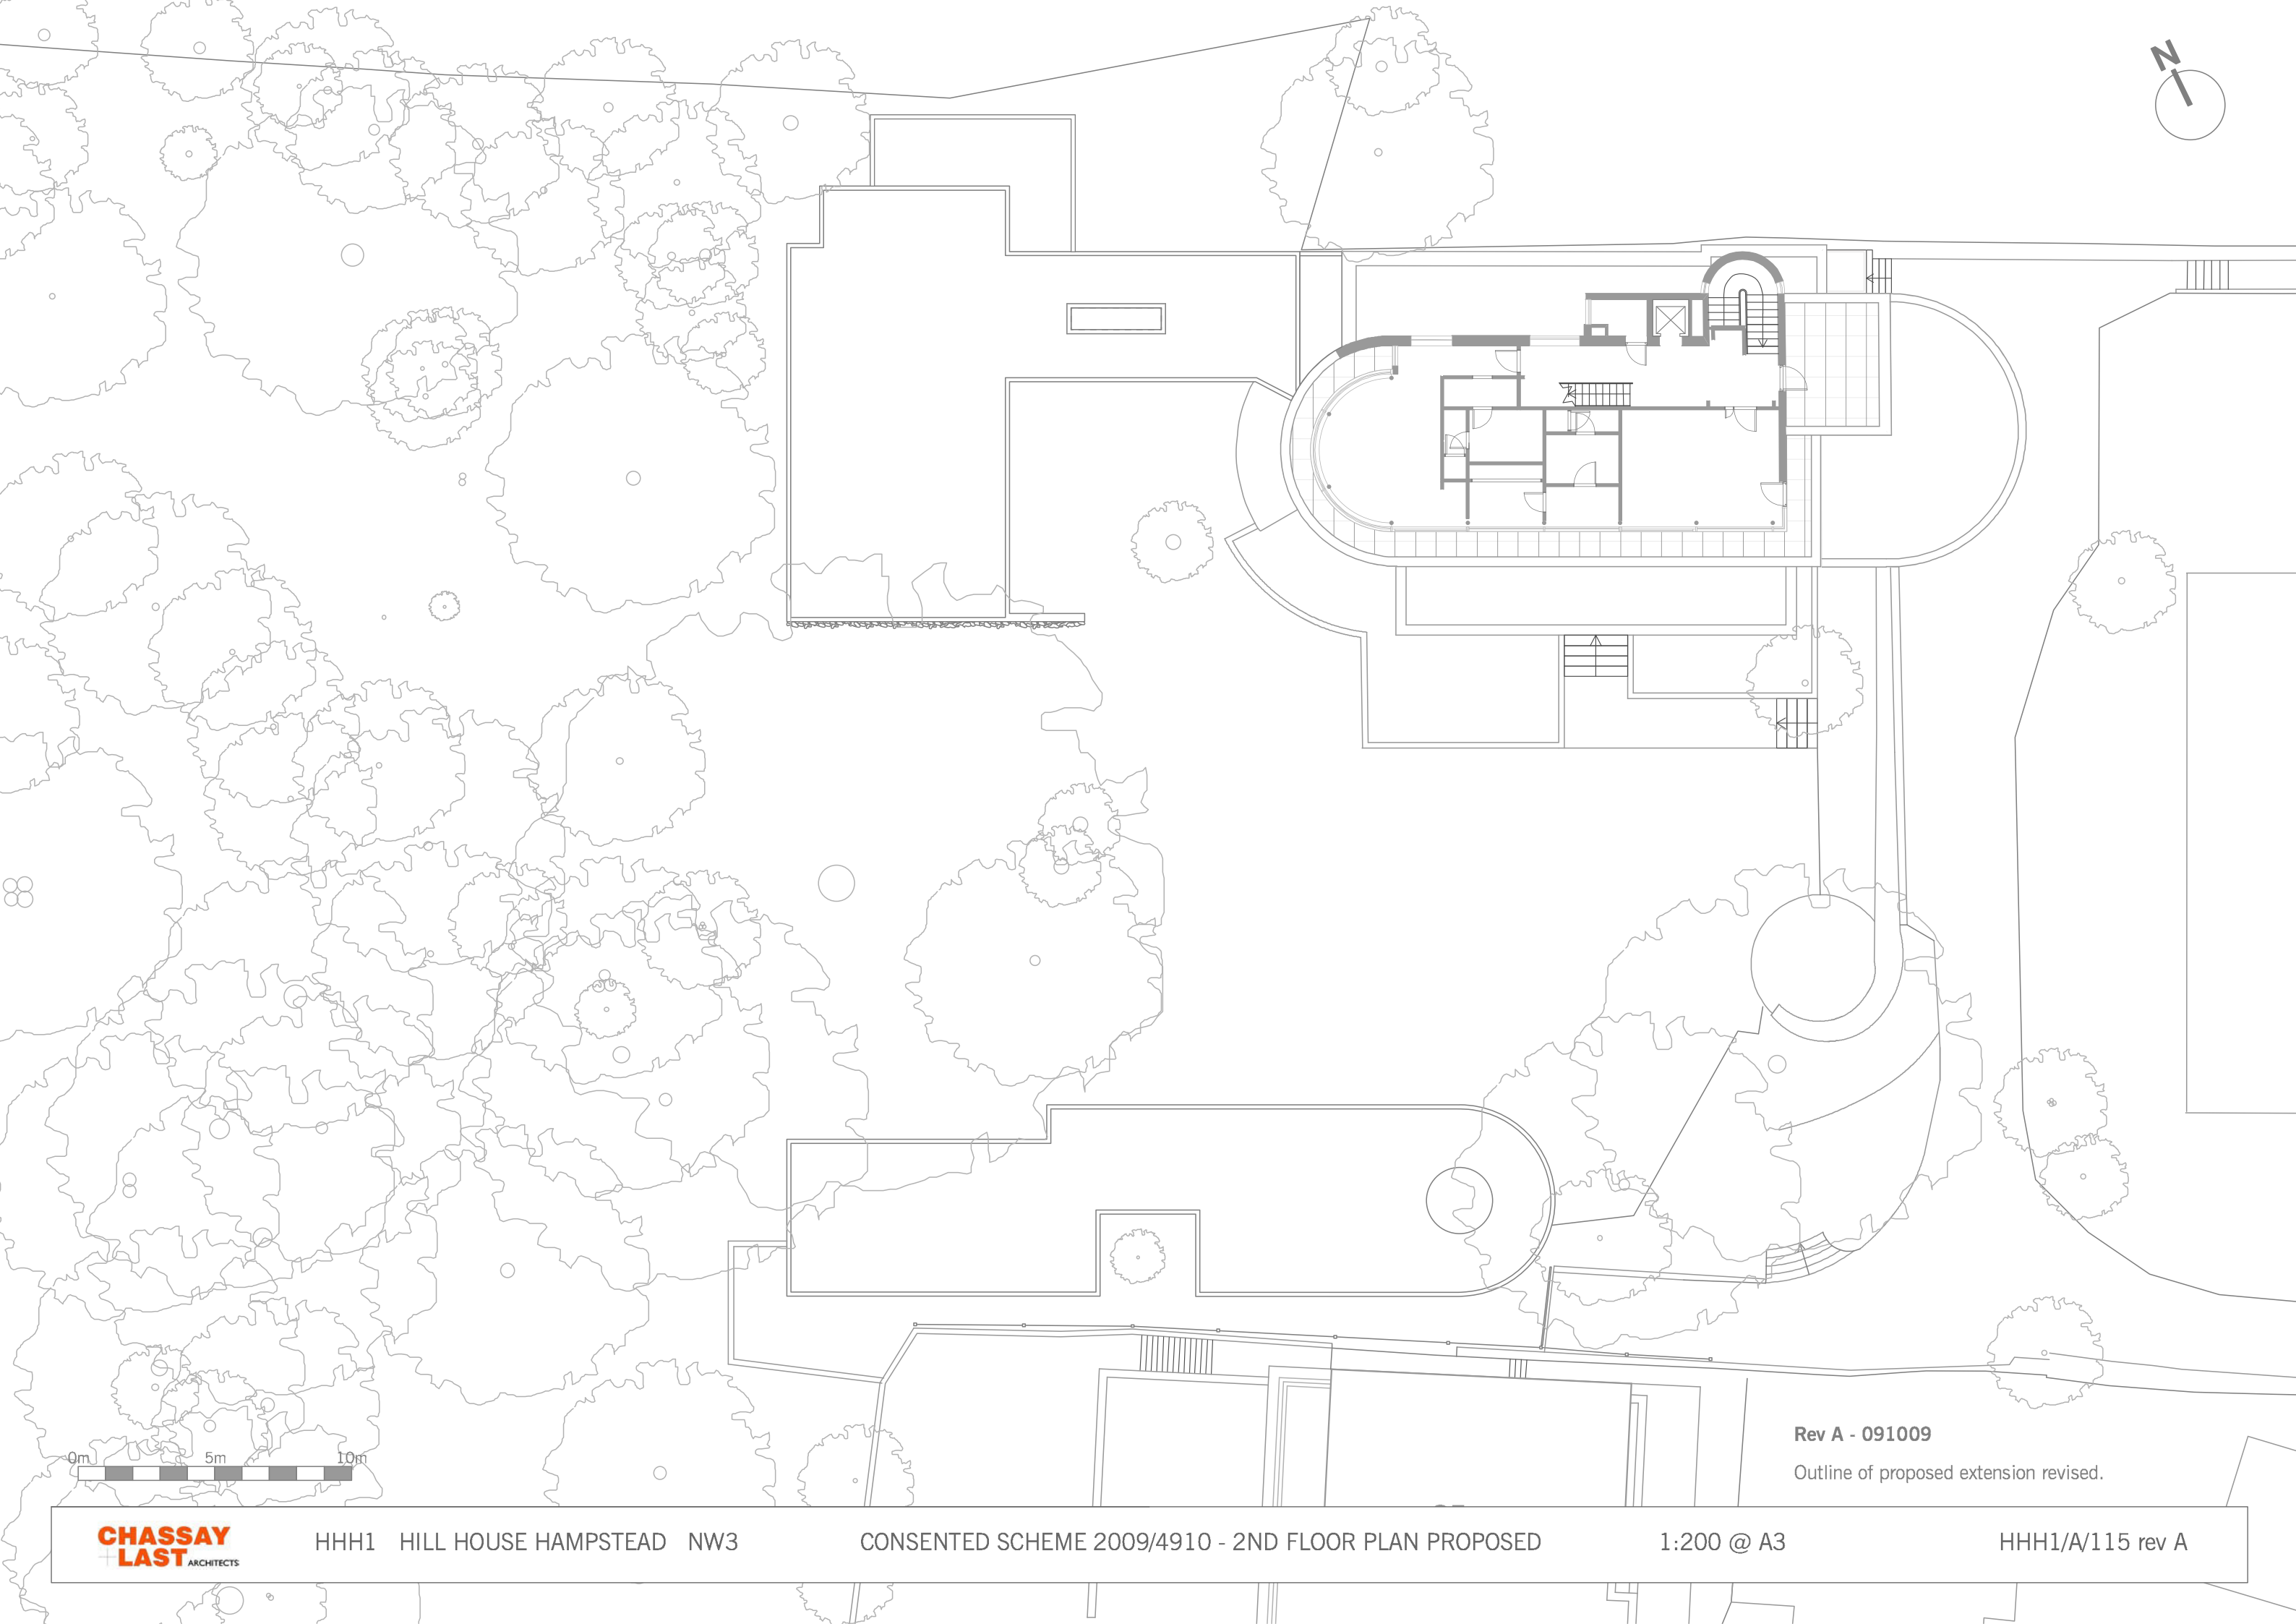 N
Rev A - 091009
Outline of proposed extension revised.
0m 5m 10m
CHASSAY
LAST ARCHITECTS
HHH1 HILL HOUSE HAMPSTEAD NW3
CONSENTED SCHEME 2009/4910 - 2ND FLOOR PLAN PROPOSED
1:200 @ A3
HHH1/A/115 rev A